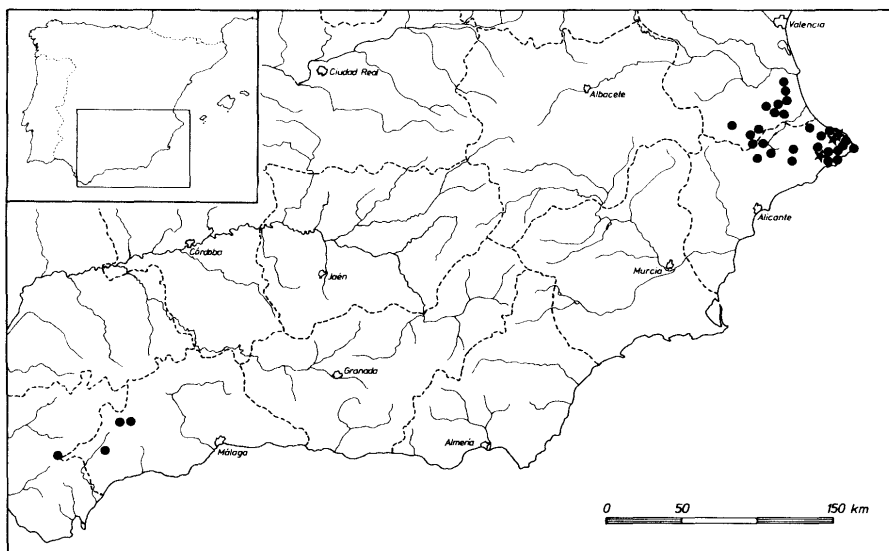 Valencia
Ciudad Real
Albacete
Alicante
Córdoba
Jaén
Murcia
Granada
Málaga
Almería
0 50 150 km